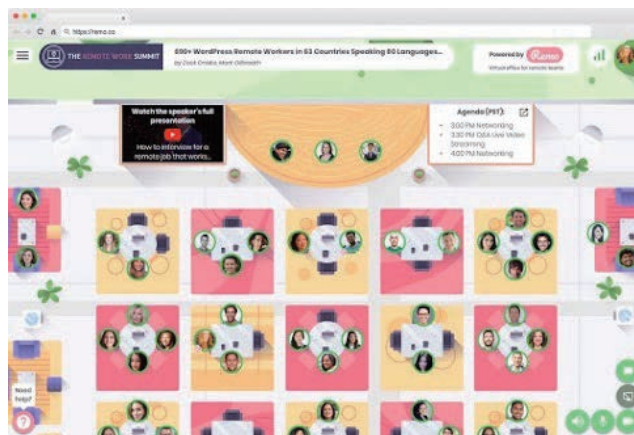 https://remo.co
THE REMOTE WORK SUMMIT
600+ WordPress Remote Workers in 63 Countries Speaking 80 Languages...
by
Powered by Remo
Virtual office for remote teams
Watch the speaker's full
presentation
How to interview for a
remote job that works...
Agenda (PST):
• 3:00 PM Networking
• 3:30 PM Q&A Live Video
Streaming
• 4:00 PM Networking
Need
help?
?